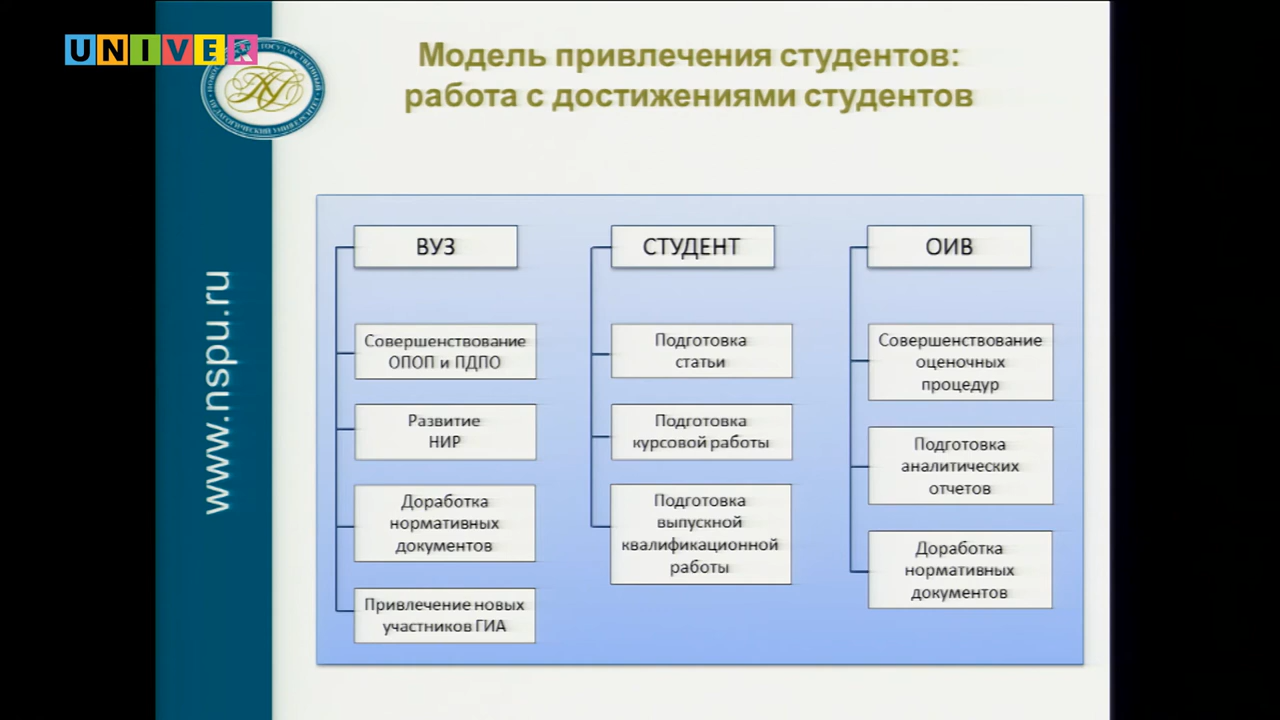 UNIVER
Модель привлечения студентов:
работа с достижениями студентов
www.nspu.ru
ВУЗ
Совершенствование
ОПОП и ПДПО
Развитие
НИР
Доработка
нормативных
документов
Привлечение новых
участников ГИА
СТУДЕНТ
Подготовка
статьи
Подготовка
курсовой работы
Подготовка
выпускной
квалификационной
работы
ОИВ
Совершенствование
оценочных
процедур
Подготовка
аналитических
отчетов
Доработка
нормативных
документов